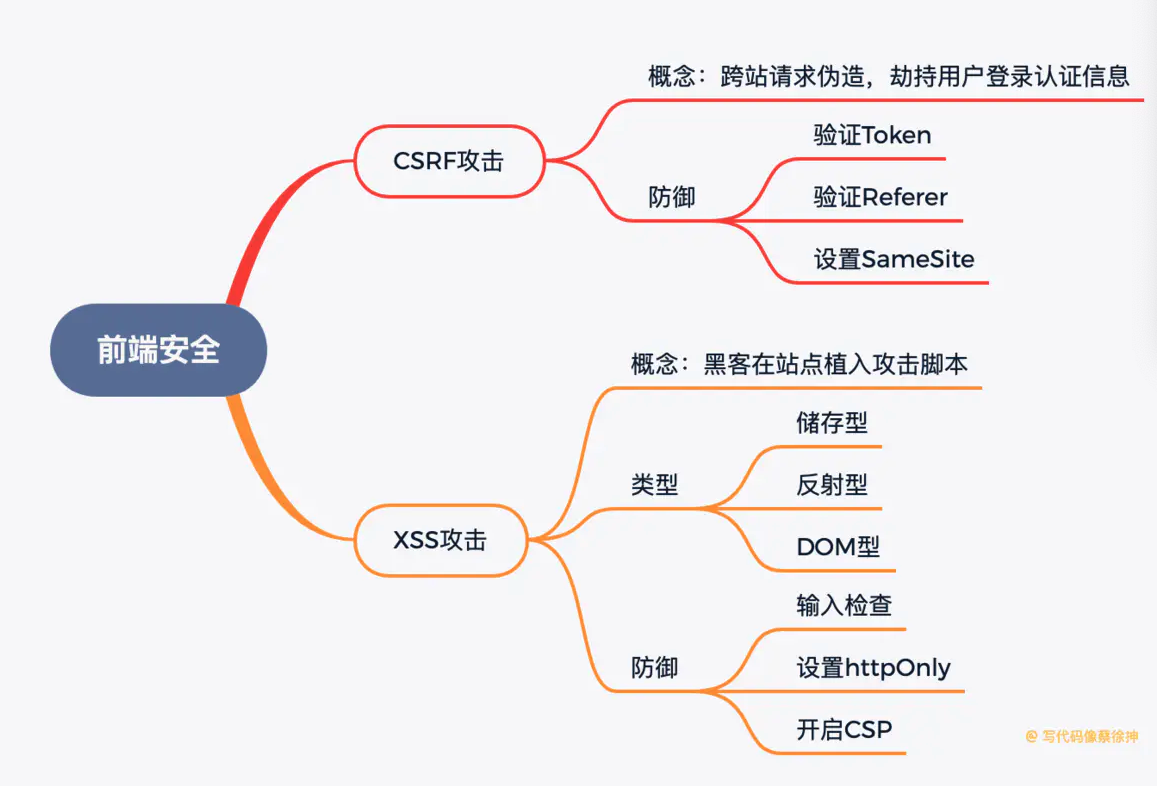 概念：跨站请求伪造，劫持用户登录认证信息
验证Token
CSRF攻击
防御
验证Referer
设置SameSite
前端安全
概念：黑客在站点植入攻击脚本
储存型
类型
反射型
DOM型
XSS攻击
输入检查
防御
设置httpOnly
开启CSP
@ 写代码像蔡徐抻